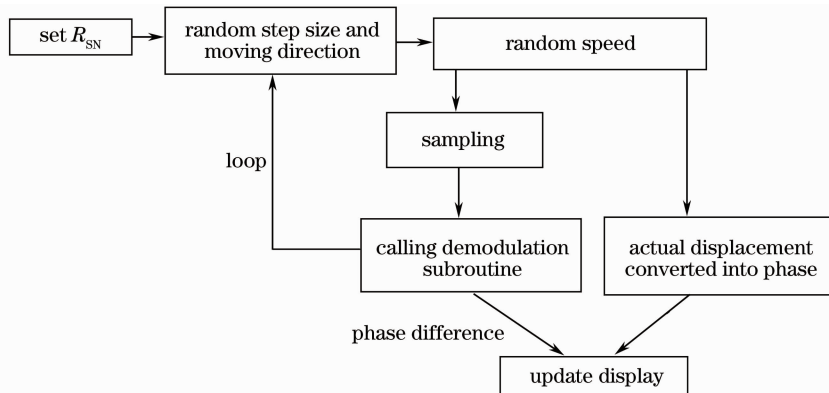 set R_SN
random step size and
moving direction
random speed
sampling
loop
calling demodulation
subroutine
actual displacement
converted into phase
phase difference
update display